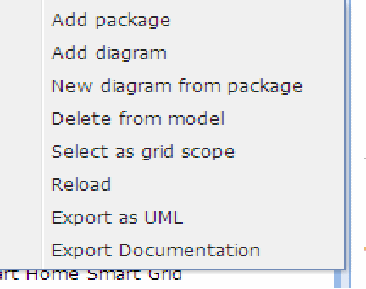 Add package
Add diagram
New diagram from package
Delete from model
Select as grid scope
Reload
Export as UML
Export Documentation
Home Smart Grid